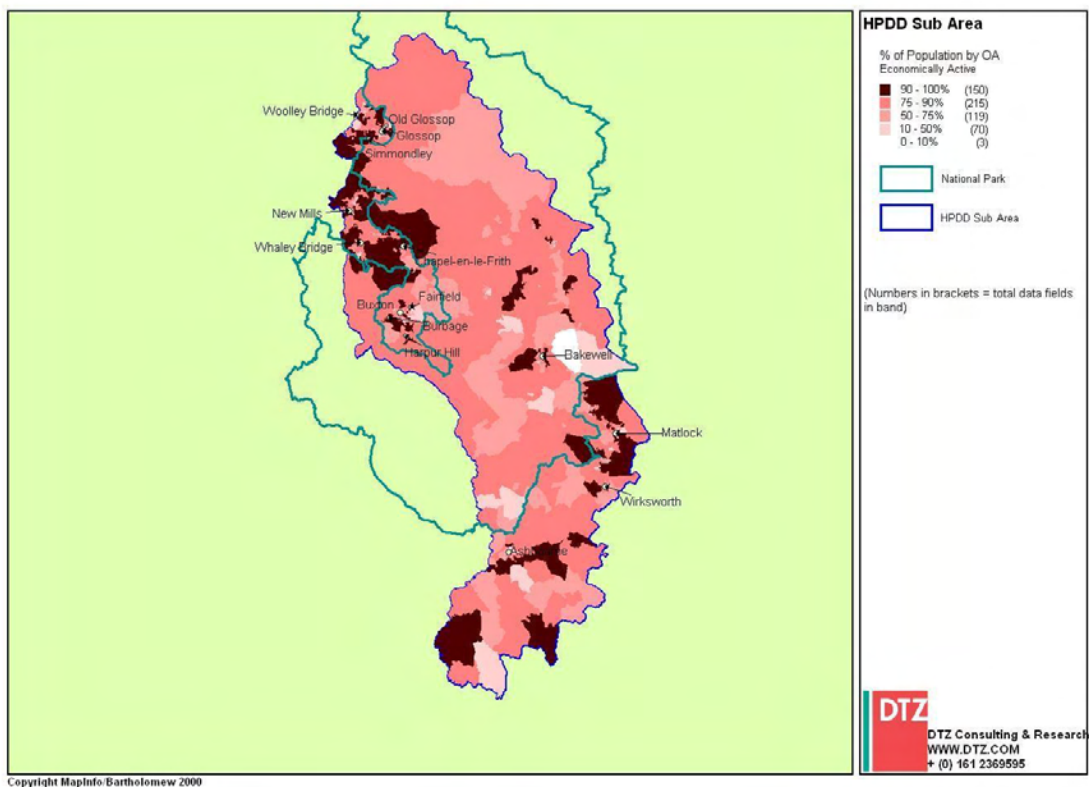 HPDD Sub Area
% of Population by OA
Economically Active
90 - 100% (150)
75 - 90% (215)
50 - 75% (119)
10 - 50% (70)
0 - 10% (3)
National Park
HPDD Sub Area
(Numbers in brackets = total data fields
in band)
Woolley Bridge
Old Glossop
Glossop
Simmondley
New Mills
Whaley Bridge
Chapel-en-le-Frith
Fairfield
Buxton
Burbage
Harpur Hill
Bakewell
Matlock
Wirksworth
Ashbourne
DTZ
DTZ Consulting & Research
WWW.DTZ.COM
+ (0) 161 2369595
Copyright MapInfo/Bartholomew 2000